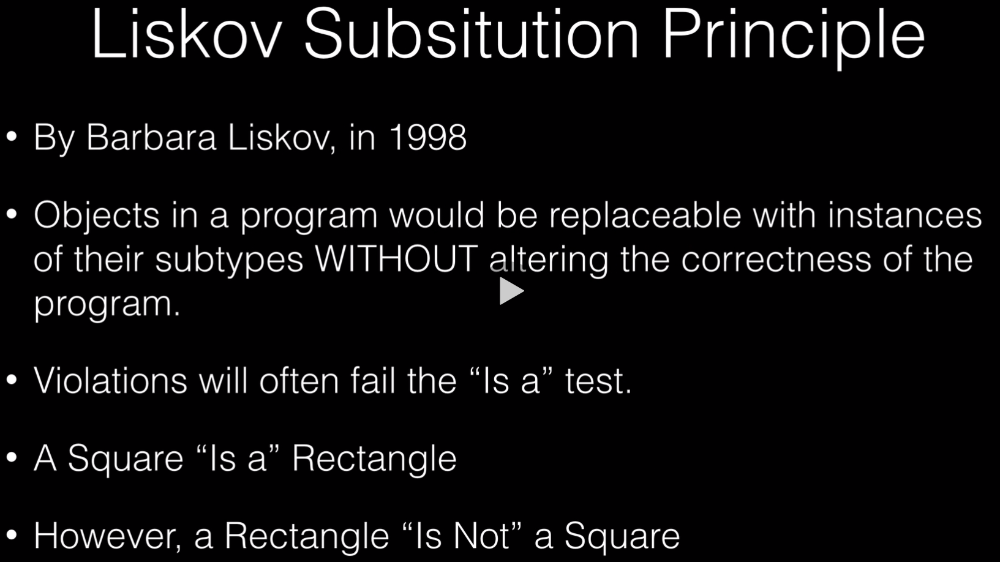 Liskov Subsitution Principle
• By Barbara Liskov, in 1998
• Objects in a program would be replaceable with instances
of their subtypes WITHOUT altering the correctness of the
program.
• Violations will often fail the “Is a” test.
• A Square “Is a” Rectangle
• However, a Rectangle “Is Not” a Square